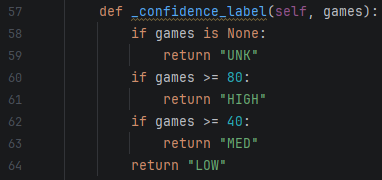 57 def _confidence_label(self, games):
58 if games is None:
59 return "UNK"
60 if games >= 80:
61 return "HIGH"
62 if games >= 40:
63 return "MED"
64 return "LOW"